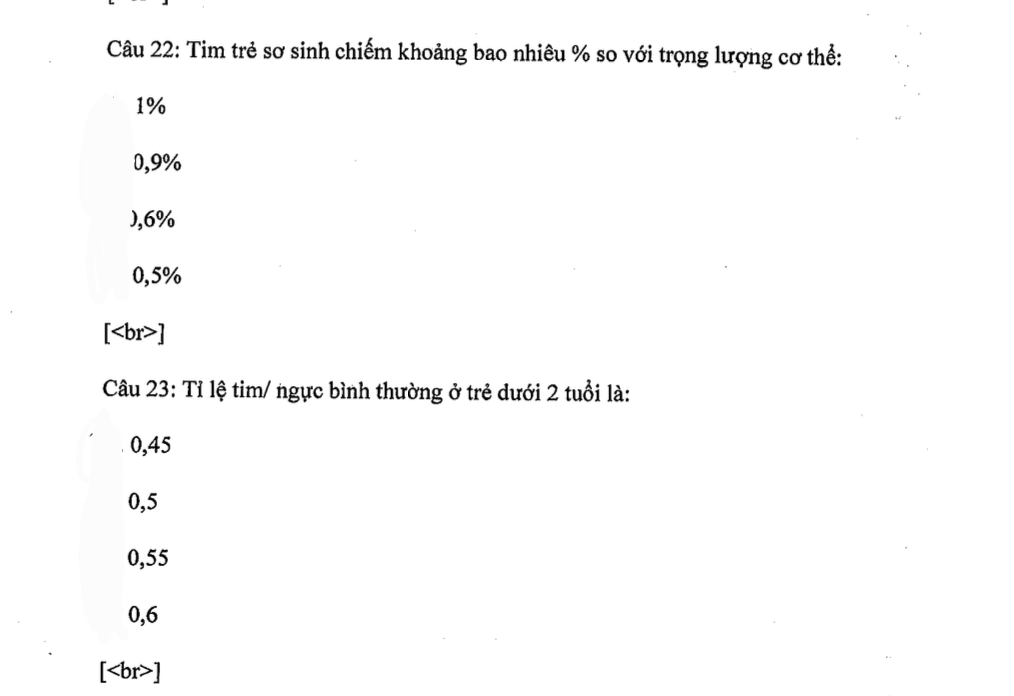 Câu 22: Tim trẻ sơ sinh chiếm khoảng bao nhiêu % so với trọng lượng cơ thể:
1%
0,9%
0,6%
0,5%
[<br>]
Câu 23: Tỉ lệ tim/ ngực bình thường ở trẻ dưới 2 tuổi là:
0,45
0,5
0,55
0,6
[<br>]